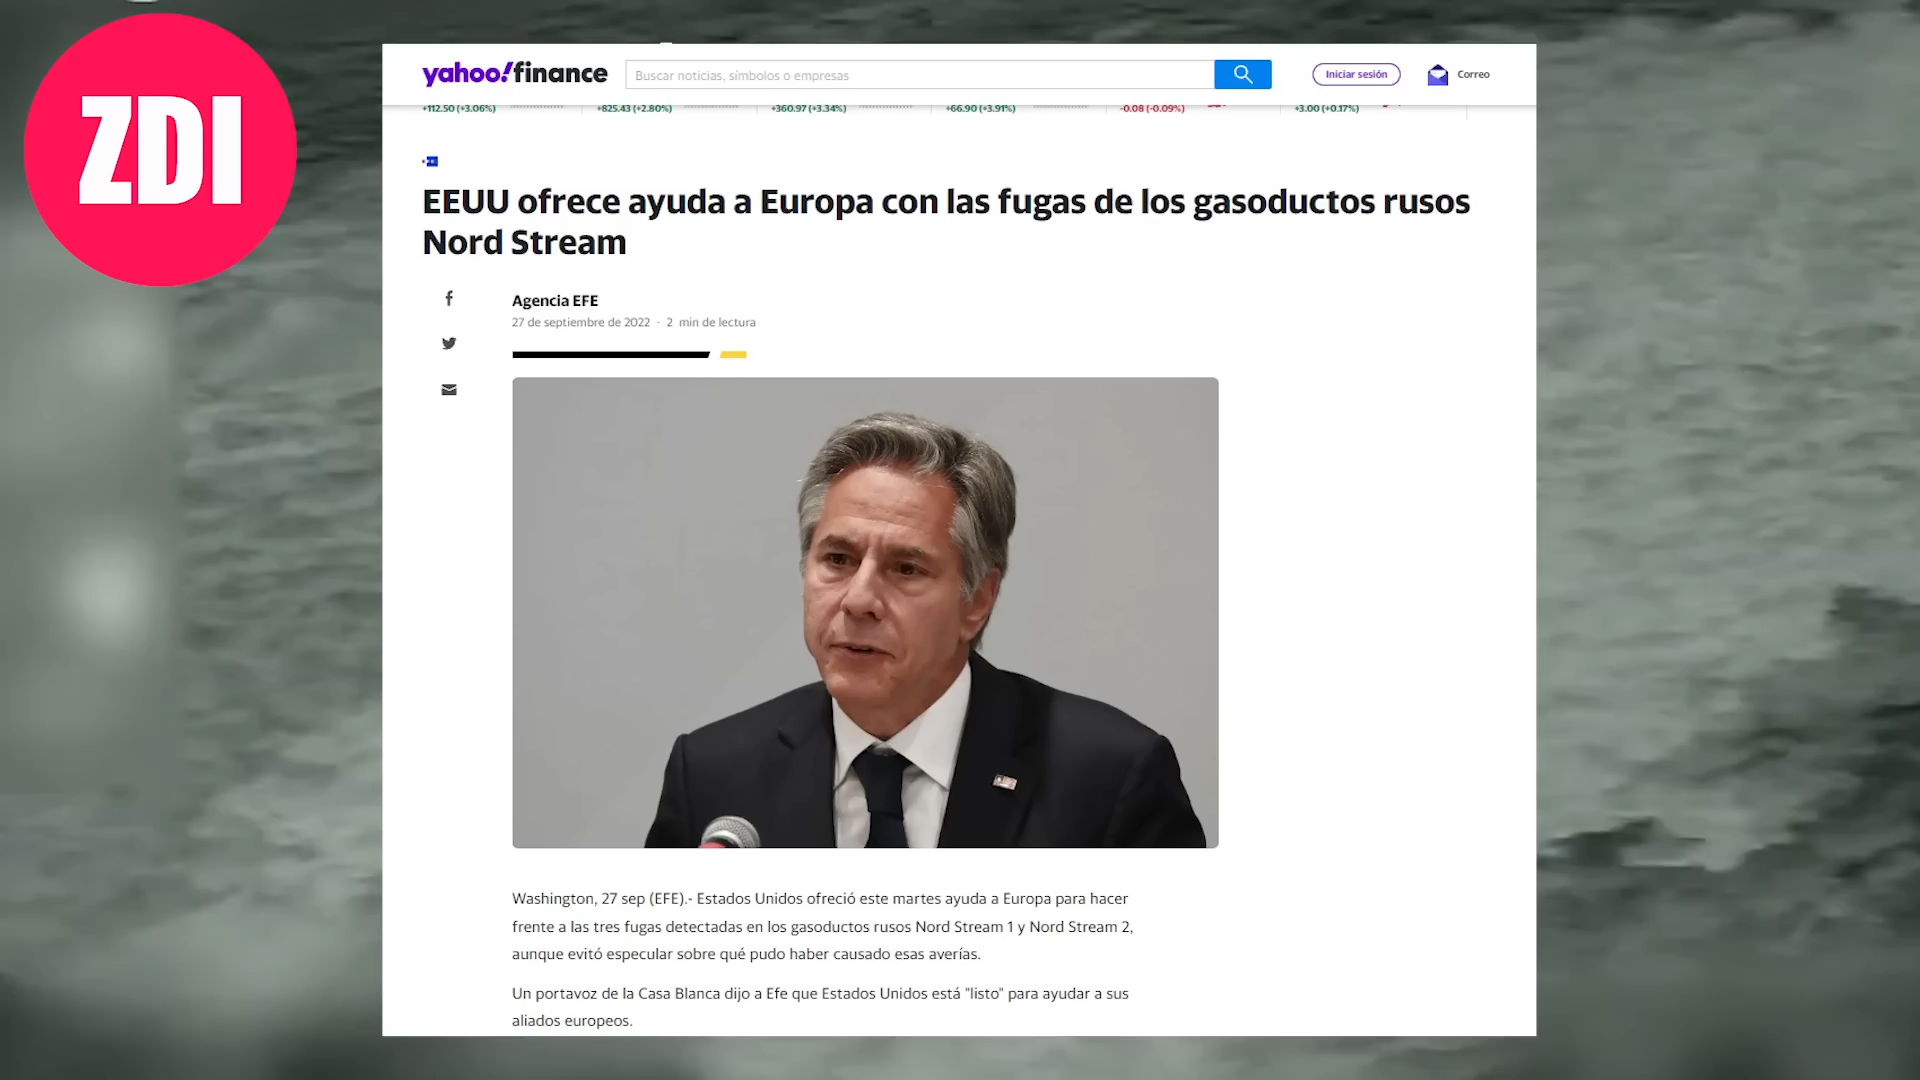 ZDI
yahoo!finance
Buscar noticias, símbolos o empresas
Iniciar sesión
Correo
+112.50 (+3.06%)
+825.43 (+2.80%)
+360.97 (+3.34%)
+66.90 (+3.91%)
-0.08 (-0.09%)
+3.00 (+0.17%)
EEUU ofrece ayuda a Europa con las fugas de los gasoductos rusos
Nord Stream
Agencia EFE
27 de septiembre de 2022 · 2 min de lectura
Washington, 27 sep (EFE).- Estados Unidos ofreció este martes ayuda a Europa para hacer
frente a las tres fugas detectadas en los gasoductos rusos Nord Stream 1 y Nord Stream 2,
aunque evitó especular sobre qué pudo haber causado esas averías.
Un portavoz de la Casa Blanca dijo a Efe que Estados Unidos está "listo" para ayudar a sus
aliados europeos.